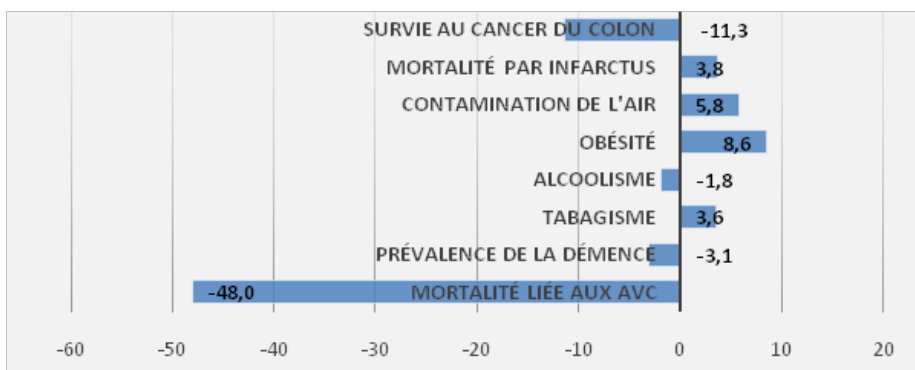 SURVIE AU CANCER DU COLON -11,3
MORTALITÉ PAR INFARCTUS 3,8
CONTAMINATION DE L'AIR 5,8
OBÉSITÉ 8,6
ALCOOLISME -1,8
TABAGISME 3,6
PRÉVALENCE DE LA DÉMENCE -3,1
-48,0 MORTALITÉ LIÉE AUX AVC
-60 -50 -40 -30 -20 -10 0 10 20